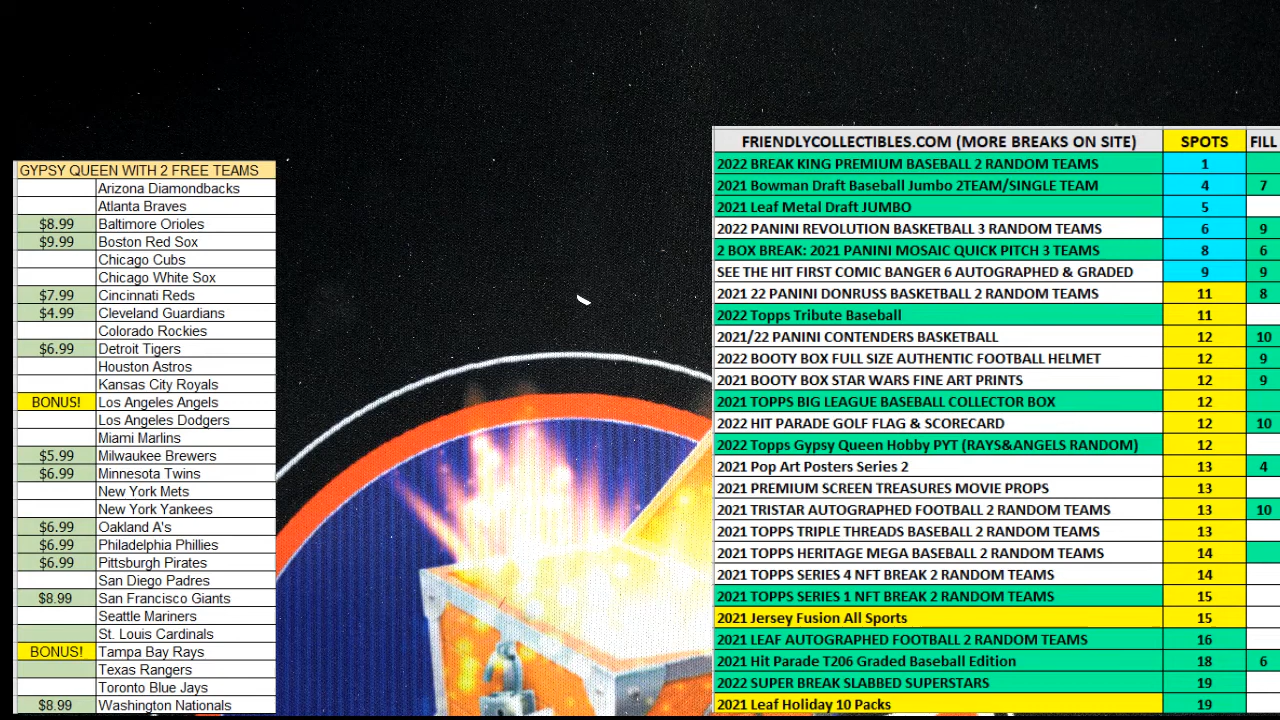 GYPSY QUEEN WITH 2 FREE TEAMS
Arizona Diamondbacks
Atlanta Braves
$8.99 Baltimore Orioles
$9.99 Boston Red Sox
Chicago Cubs
Chicago White Sox
$7.99 Cincinnati Reds
$4.99 Cleveland Guardians
Colorado Rockies
$6.99 Detroit Tigers
Houston Astros
Kansas City Royals
BONUS! Los Angeles Angels
Los Angeles Dodgers
Miami Marlins
$5.99 Milwaukee Brewers
$6.99 Minnesota Twins
New York Mets
New York Yankees
$6.99 Oakland A's
$6.99 Philadelphia Phillies
$6.99 Pittsburgh Pirates
San Diego Padres
$8.99 San Francisco Giants
Seattle Mariners
St. Louis Cardinals
BONUS! Tampa Bay Rays
Texas Rangers
Toronto Blue Jays
$8.99 Washington Nationals
FRIENDLYCOLLECTIBLES.COM (MORE BREAKS ON SITE) SPOTS FILL
2022 BREAK KING PREMIUM BASEBALL 2 RANDOM TEAMS 1
2021 Bowman Draft Baseball Jumbo 2TEAM/SINGLE TEAM 4 7
2021 Leaf Metal Draft JUMBO 5
2022 PANINI REVOLUTION BASKETBALL 3 RANDOM TEAMS 6 9
2 BOX BREAK: 2021 PANINI MOSAIC QUICK PITCH 3 TEAMS 8 6
SEE THE HIT FIRST COMIC BANGER 6 AUTOGRAPHED & GRADED 9 9
2021 22 PANINI DONRUSS BASKETBALL 2 RANDOM TEAMS 11 8
2022 Topps Tribute Baseball 11
2021/22 PANINI CONTENDERS BASKETBALL 12 10
2022 BOOTY BOX FULL SIZE AUTHENTIC FOOTBALL HELMET 12 9
2021 BOOTY BOX STAR WARS FINE ART PRINTS 12 9
2021 TOPPS BIG LEAGUE BASEBALL COLLECTOR BOX 12
2022 HIT PARADE GOLF FLAG & SCORECARD 12 10
2022 Topps Gypsy Queen Hobby PYT (RAYS&ANGELS RANDOM) 12
2021 Pop Art Posters Series 2 13 4
2021 PREMIUM SCREEN TREASURES MOVIE PROPS 13
2021 TRISTAR AUTOGRAPHED FOOTBALL 2 RANDOM TEAMS 13 10
2021 TOPPS TRIPLE THREADS BASEBALL 2 RANDOM TEAMS 13
2021 TOPPS HERITAGE MEGA BASEBALL 2 RANDOM TEAMS 14
2021 TOPPS SERIES 4 NFT BREAK 2 RANDOM TEAMS 14
2021 TOPPS SERIES 1 NFT BREAK 2 RANDOM TEAMS 15
2021 Jersey Fusion All Sports 15
2021 LEAF AUTOGRAPHED FOOTBALL 2 RANDOM TEAMS 16
2021 Hit Parade T206 Graded Baseball Edition 18 6
2022 SUPER BREAK SLABBED SUPERSTARS 19
2021 Leaf Holiday 10 Packs 19